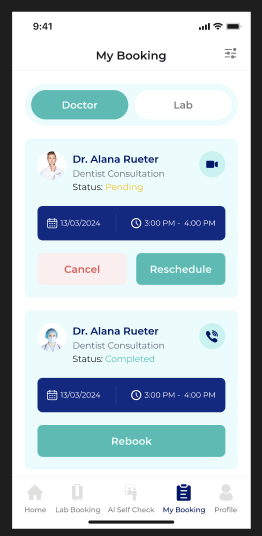 9:41
My Booking
Doctor
Lab
Dr. Alana Rueter
Dentist Consultation
Status: Pending
13/03/2024
3:00 PM - 4:00 PM
Cancel
Reschedule
Dr. Alana Rueter
Dentist Consultation
Status: Completed
13/03/2024
3:00 PM - 4:00 PM
Rebook
Home
Lab Booking
AI Self Check
My Booking
Profile